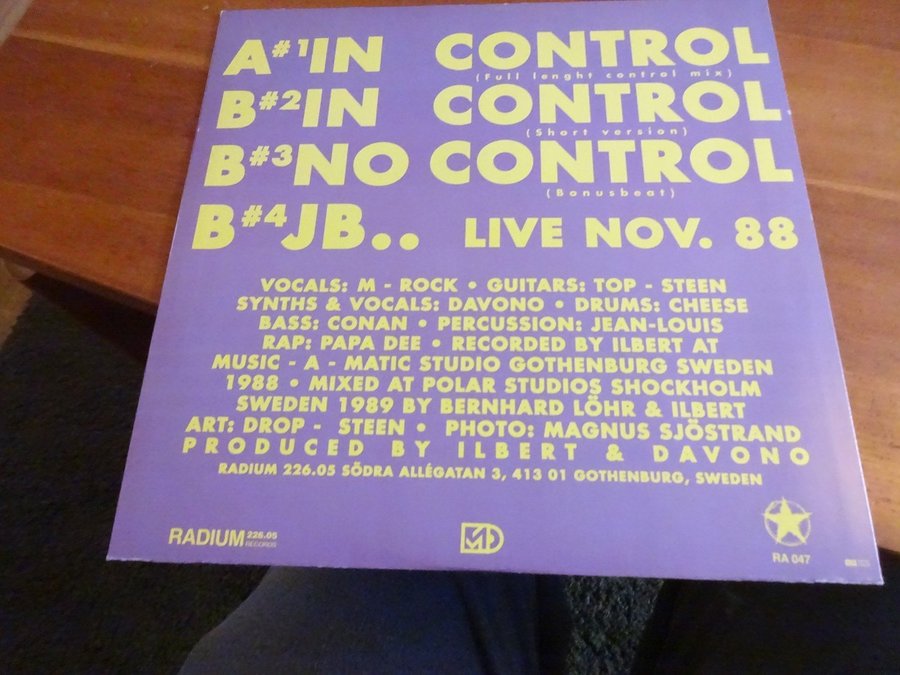 A#1IN CONTROL
(Full lenght control mix)
B#2IN CONTROL
(Short version)
B#3NO CONTROL
(Bonusbeat)
B#4JB.. LIVE NOV. 88
VOCALS: M - ROCK • GUITARS: TOP - STEEN
SYNTHS & VOCALS: DAVONO • DRUMS: CHEESE
BASS: CONAN • PERCUSSION: JEAN-LOUIS
RAP: PAPA DEE • RECORDED BY ILBERT AT
MUSIC - A - MATIC STUDIO GOTHENBURG SWEDEN
1988 • MIXED AT POLAR STUDIOS SHOCKHOLM
SWEDEN 1989 BY BERNHARD LÖHR & ILBERT
ART: DROP - STEEN • PHOTO: MAGNUS SJÖSTRAND
PRODUCED BY ILBERT & DAVONO
RADIUM 226.05 SÖDRA ALLÉGATAN 3, 413 01 GOTHENBURG, SWEDEN
RADIUM 226.05
RECORDS
RA 047